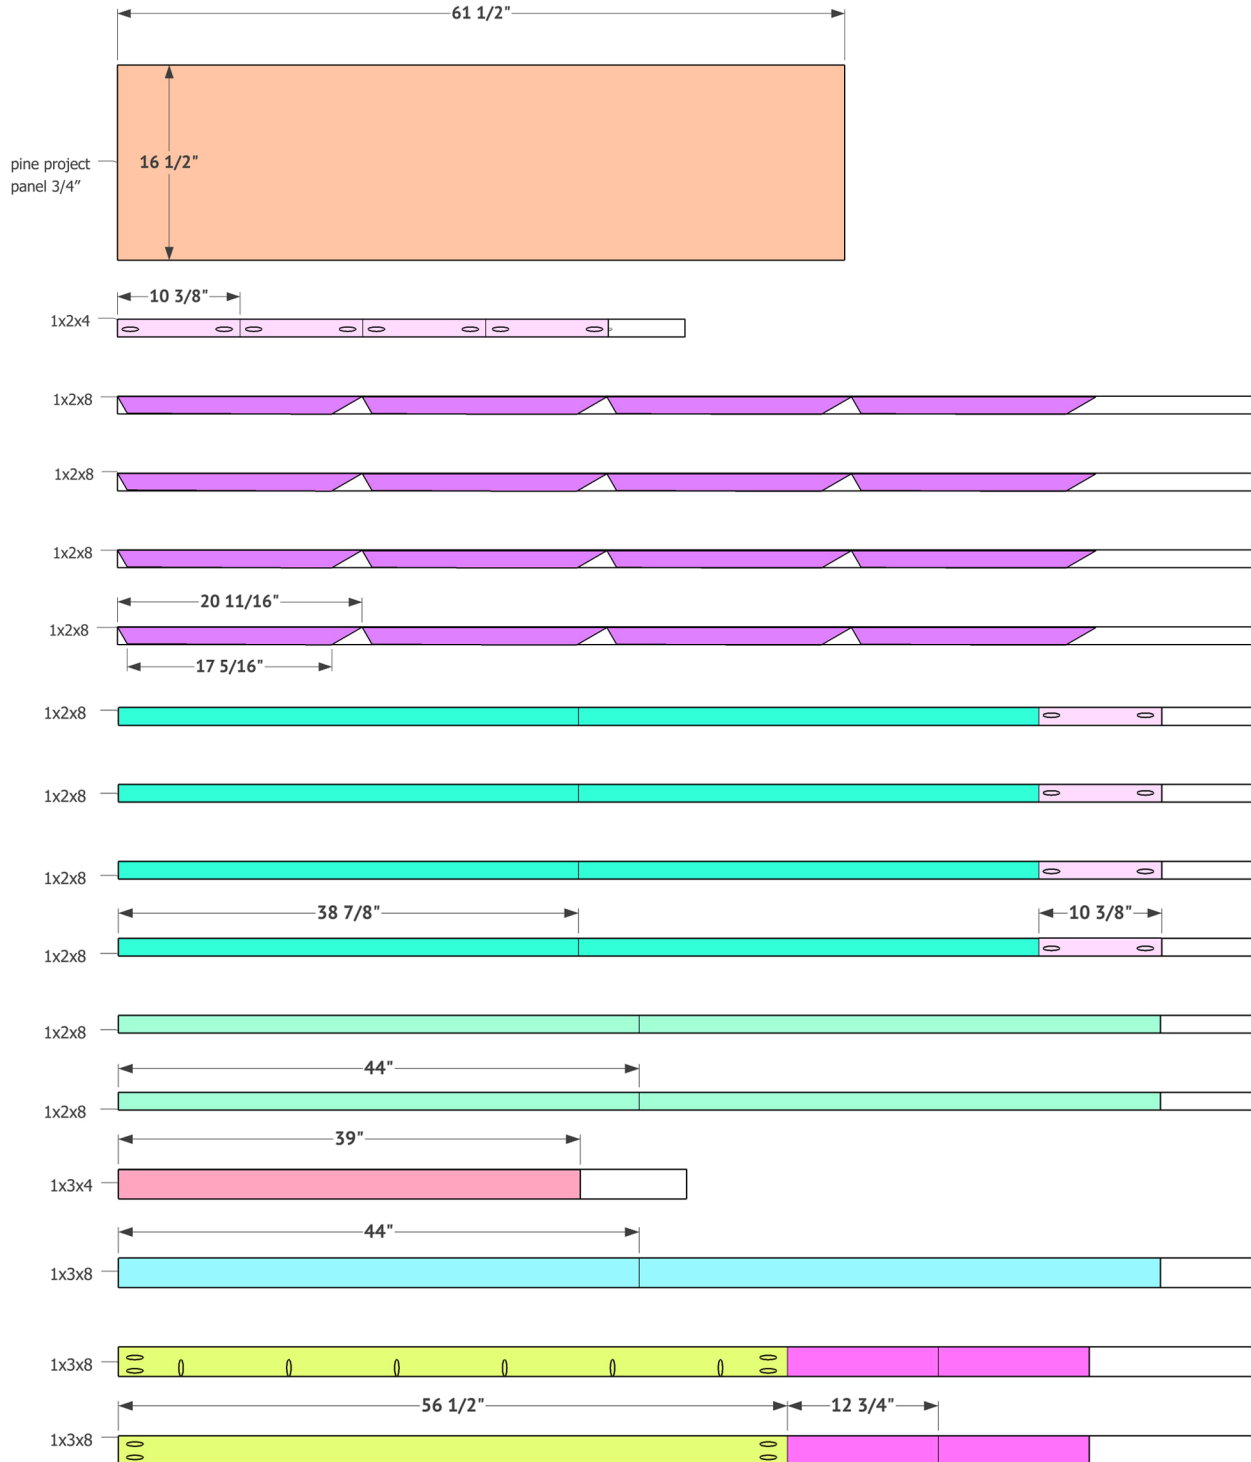 61 1/2"
16 1/2"
pine project
panel 3/4"
10 3/8"
1x2x4
1x2x8
1x2x8
1x2x8
20 11/16"
1x2x8
17 5/16"
1x2x8
1x2x8
1x2x8
38 7/8"
10 3/8"
1x2x8
1x2x8
44"
1x2x8
39"
1x3x4
44"
1x3x8
1x3x8
56 1/2"
12 3/4"
1x3x8